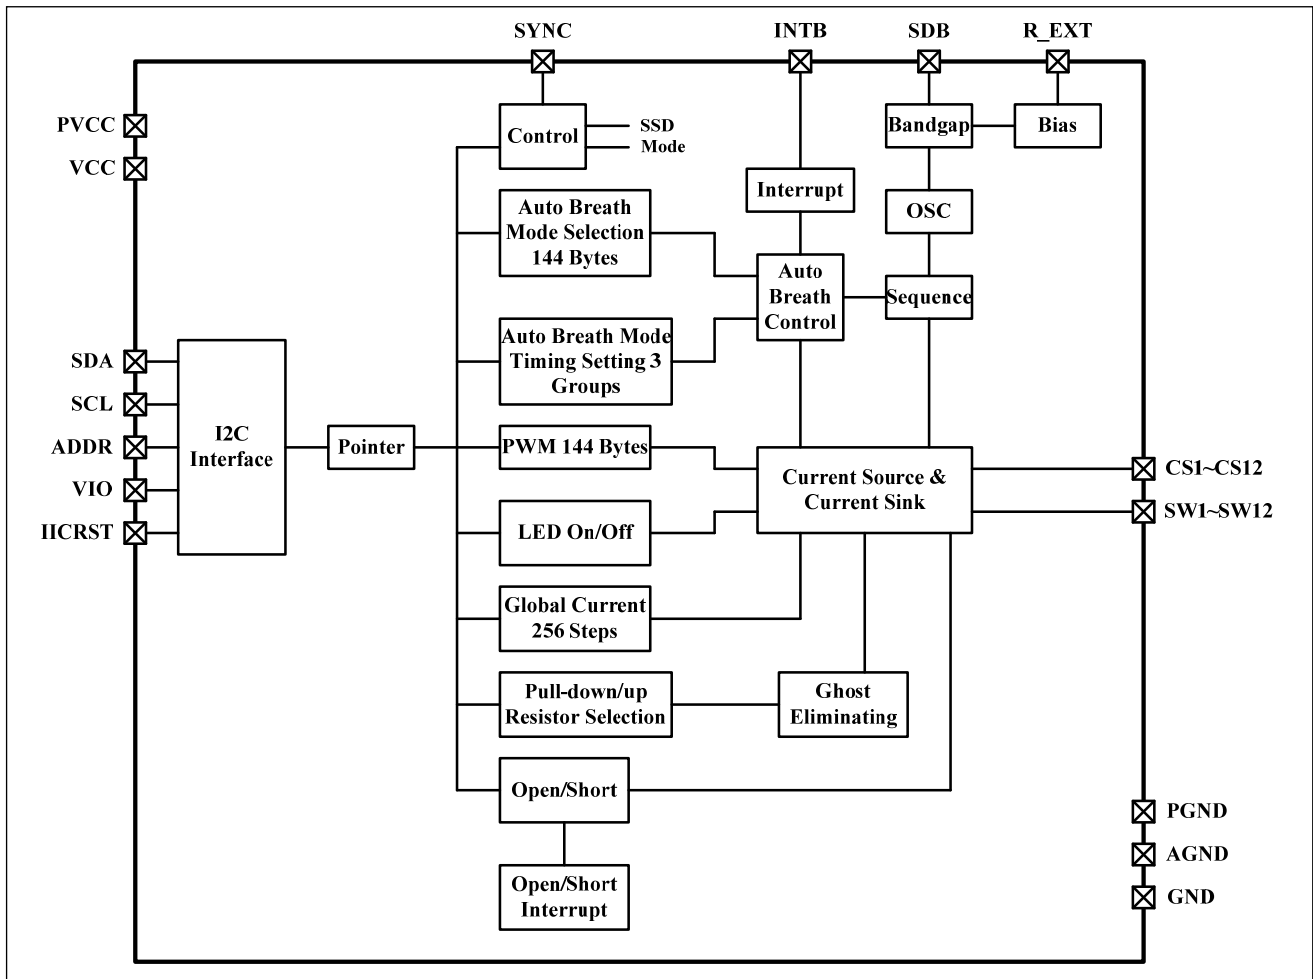 SYNC
INTB
SDB
R_EXT
PVCC
VCC
Control
SSD
Mode
Bandgap
Bias
Interrupt
Auto Breath
Mode Selection
144 Bytes
OSC
Auto
Breath
Control
Sequence
Auto Breath Mode
Timing Setting 3
Groups
SDA
SCL
ADDR
VIO
IICRST
I2C
Interface
Pointer
PWM 144 Bytes
Current Source &
Current Sink
CS1~CS12
SW1~SW12
LED On/Off
Global Current
256 Steps
Pull-down/up
Resistor Selection
Ghost
Eliminating
Open/Short
Open/Short
Interrupt
PGND
AGND
GND